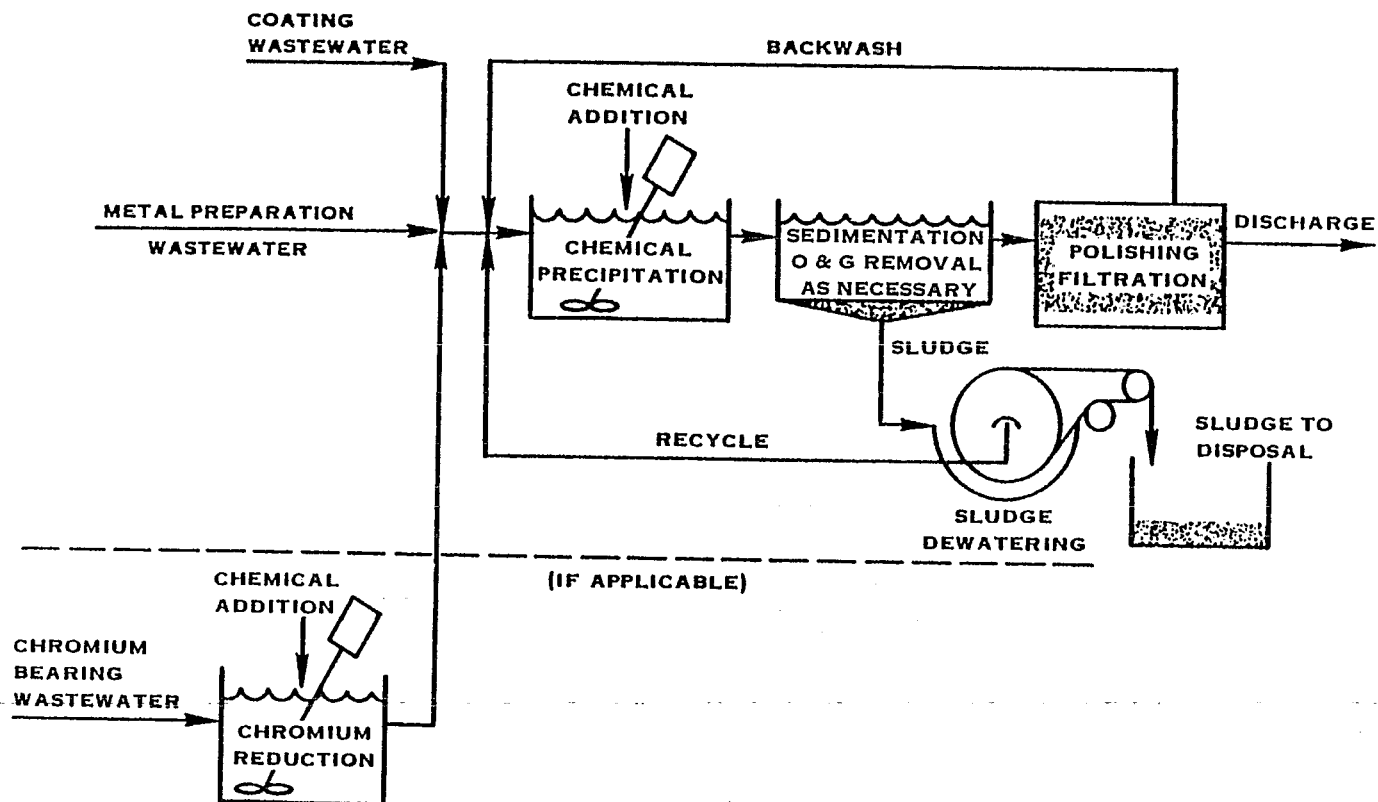 COATING
WASTEWATER
BACKWASH
CHEMICAL
ADDITION
METAL PREPARATION
WASTEWATER
CHEMICAL
PRECIPITATION
SEDIMENTATION
O & G REMOVAL
AS NECESSARY
POLISHING
FILTRATION
DISCHARGE
SLUDGE
RECYCLE
SLUDGE TO
DISPOSAL
SLUDGE
DEWATERING
(IF APPLICABLE)
CHEMICAL
ADDITION
CHROMIUM
BEARING
WASTEWATER
CHROMIUM
REDUCTION